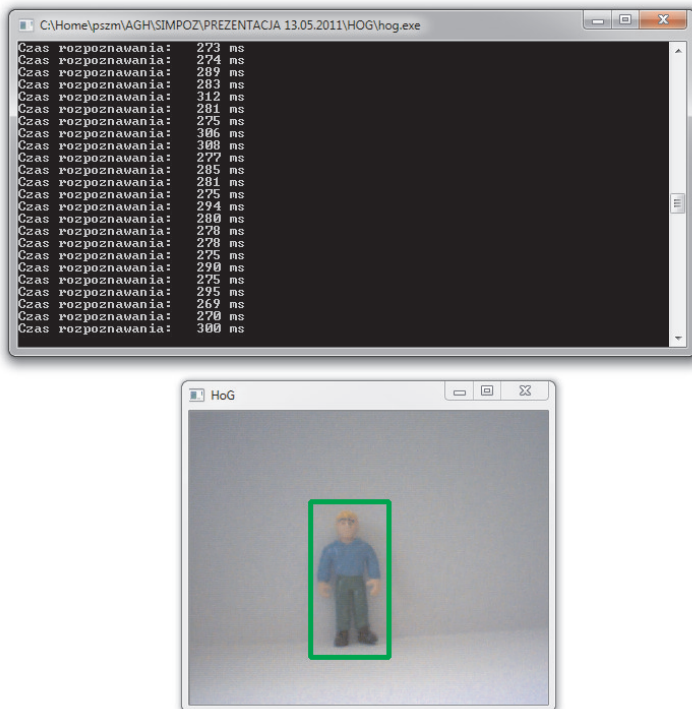 C:\Home\pszm\AGH\SIMPOZ\PREZENTACJA 13.05.2011\HOG\hog.exe
Czas rozpoznawania: 273 ms
Czas rozpoznawania: 274 ms
Czas rozpoznawania: 289 ms
Czas rozpoznawania: 283 ms
Czas rozpoznawania: 312 ms
Czas rozpoznawania: 281 ms
Czas rozpoznawania: 275 ms
Czas rozpoznawania: 306 ms
Czas rozpoznawania: 308 ms
Czas rozpoznawania: 277 ms
Czas rozpoznawania: 285 ms
Czas rozpoznawania: 281 ms
Czas rozpoznawania: 275 ms
Czas rozpoznawania: 294 ms
Czas rozpoznawania: 280 ms
Czas rozpoznawania: 278 ms
Czas rozpoznawania: 278 ms
Czas rozpoznawania: 275 ms
Czas rozpoznawania: 290 ms
Czas rozpoznawania: 275 ms
Czas rozpoznawania: 295 ms
Czas rozpoznawania: 269 ms
Czas rozpoznawania: 270 ms
Czas rozpoznawania: 300 ms
HoG